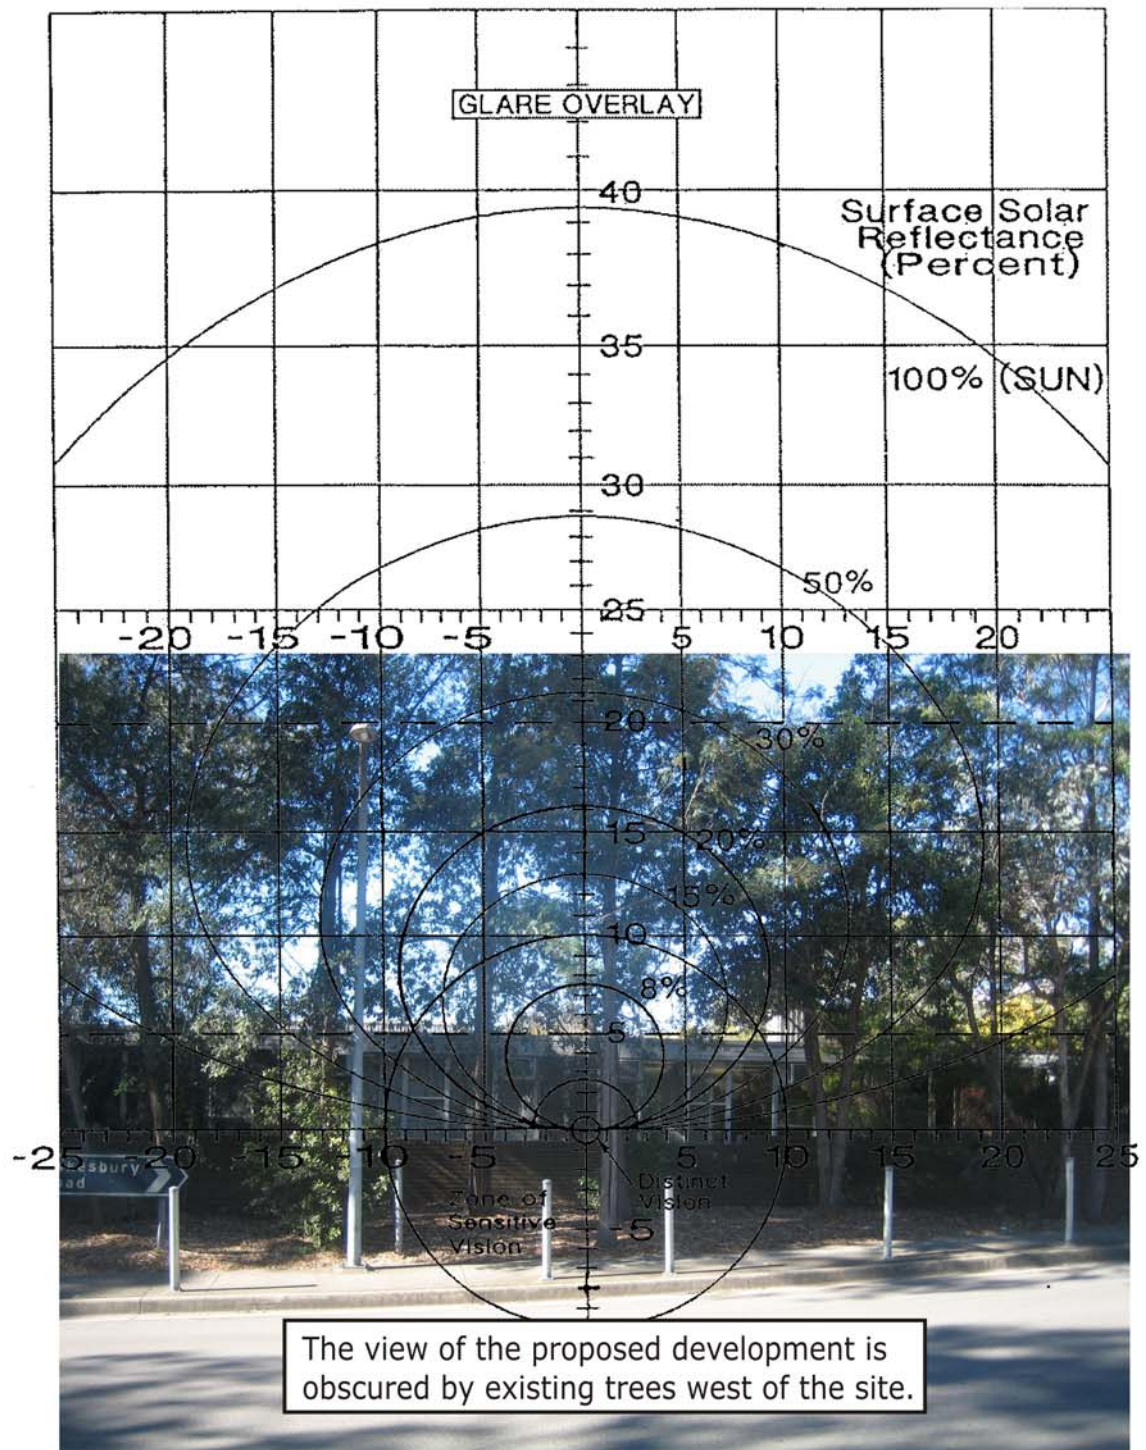 GLARE OVERLAY
40
Surface Solar
Reflectance
(Percent)
35
100% (SUN)
30
50%
25
-20 -15 -10 -5 5 10 15 20
20
30%
15
20%
15%
10
8%
5
-25 -20 -15 -10 -5 5 10 15 20 25
sbury
ad
Distinct
Vision
Zone of
Sensitive
Vision
-5
The view of the proposed development is
obscured by existing trees west of the site.